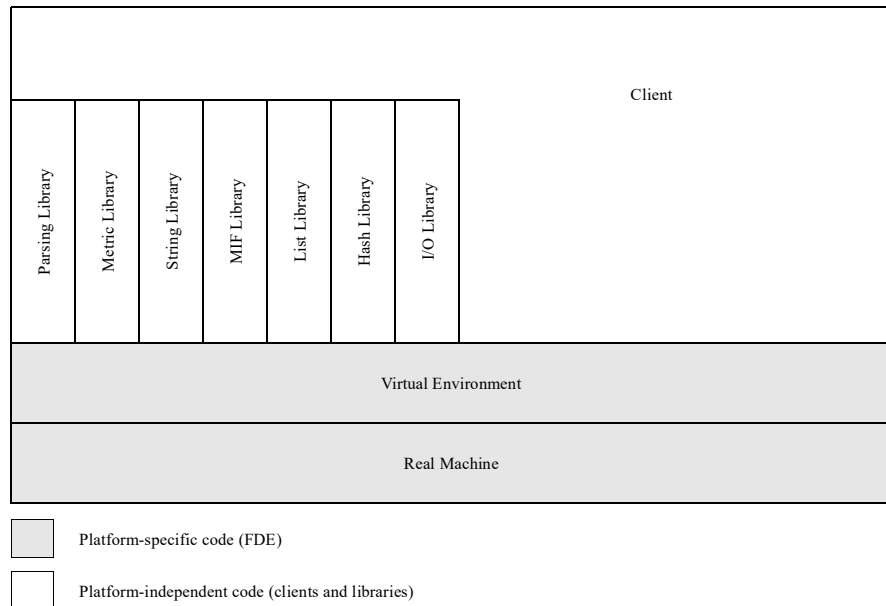 Client
Parsing Library
Metric Library
String Library
MIF Library
List Library
Hash Library
I/O Library
Virtual Environment
Real Machine
Platform-specific code (FDE)
Platform-independent code (clients and libraries)